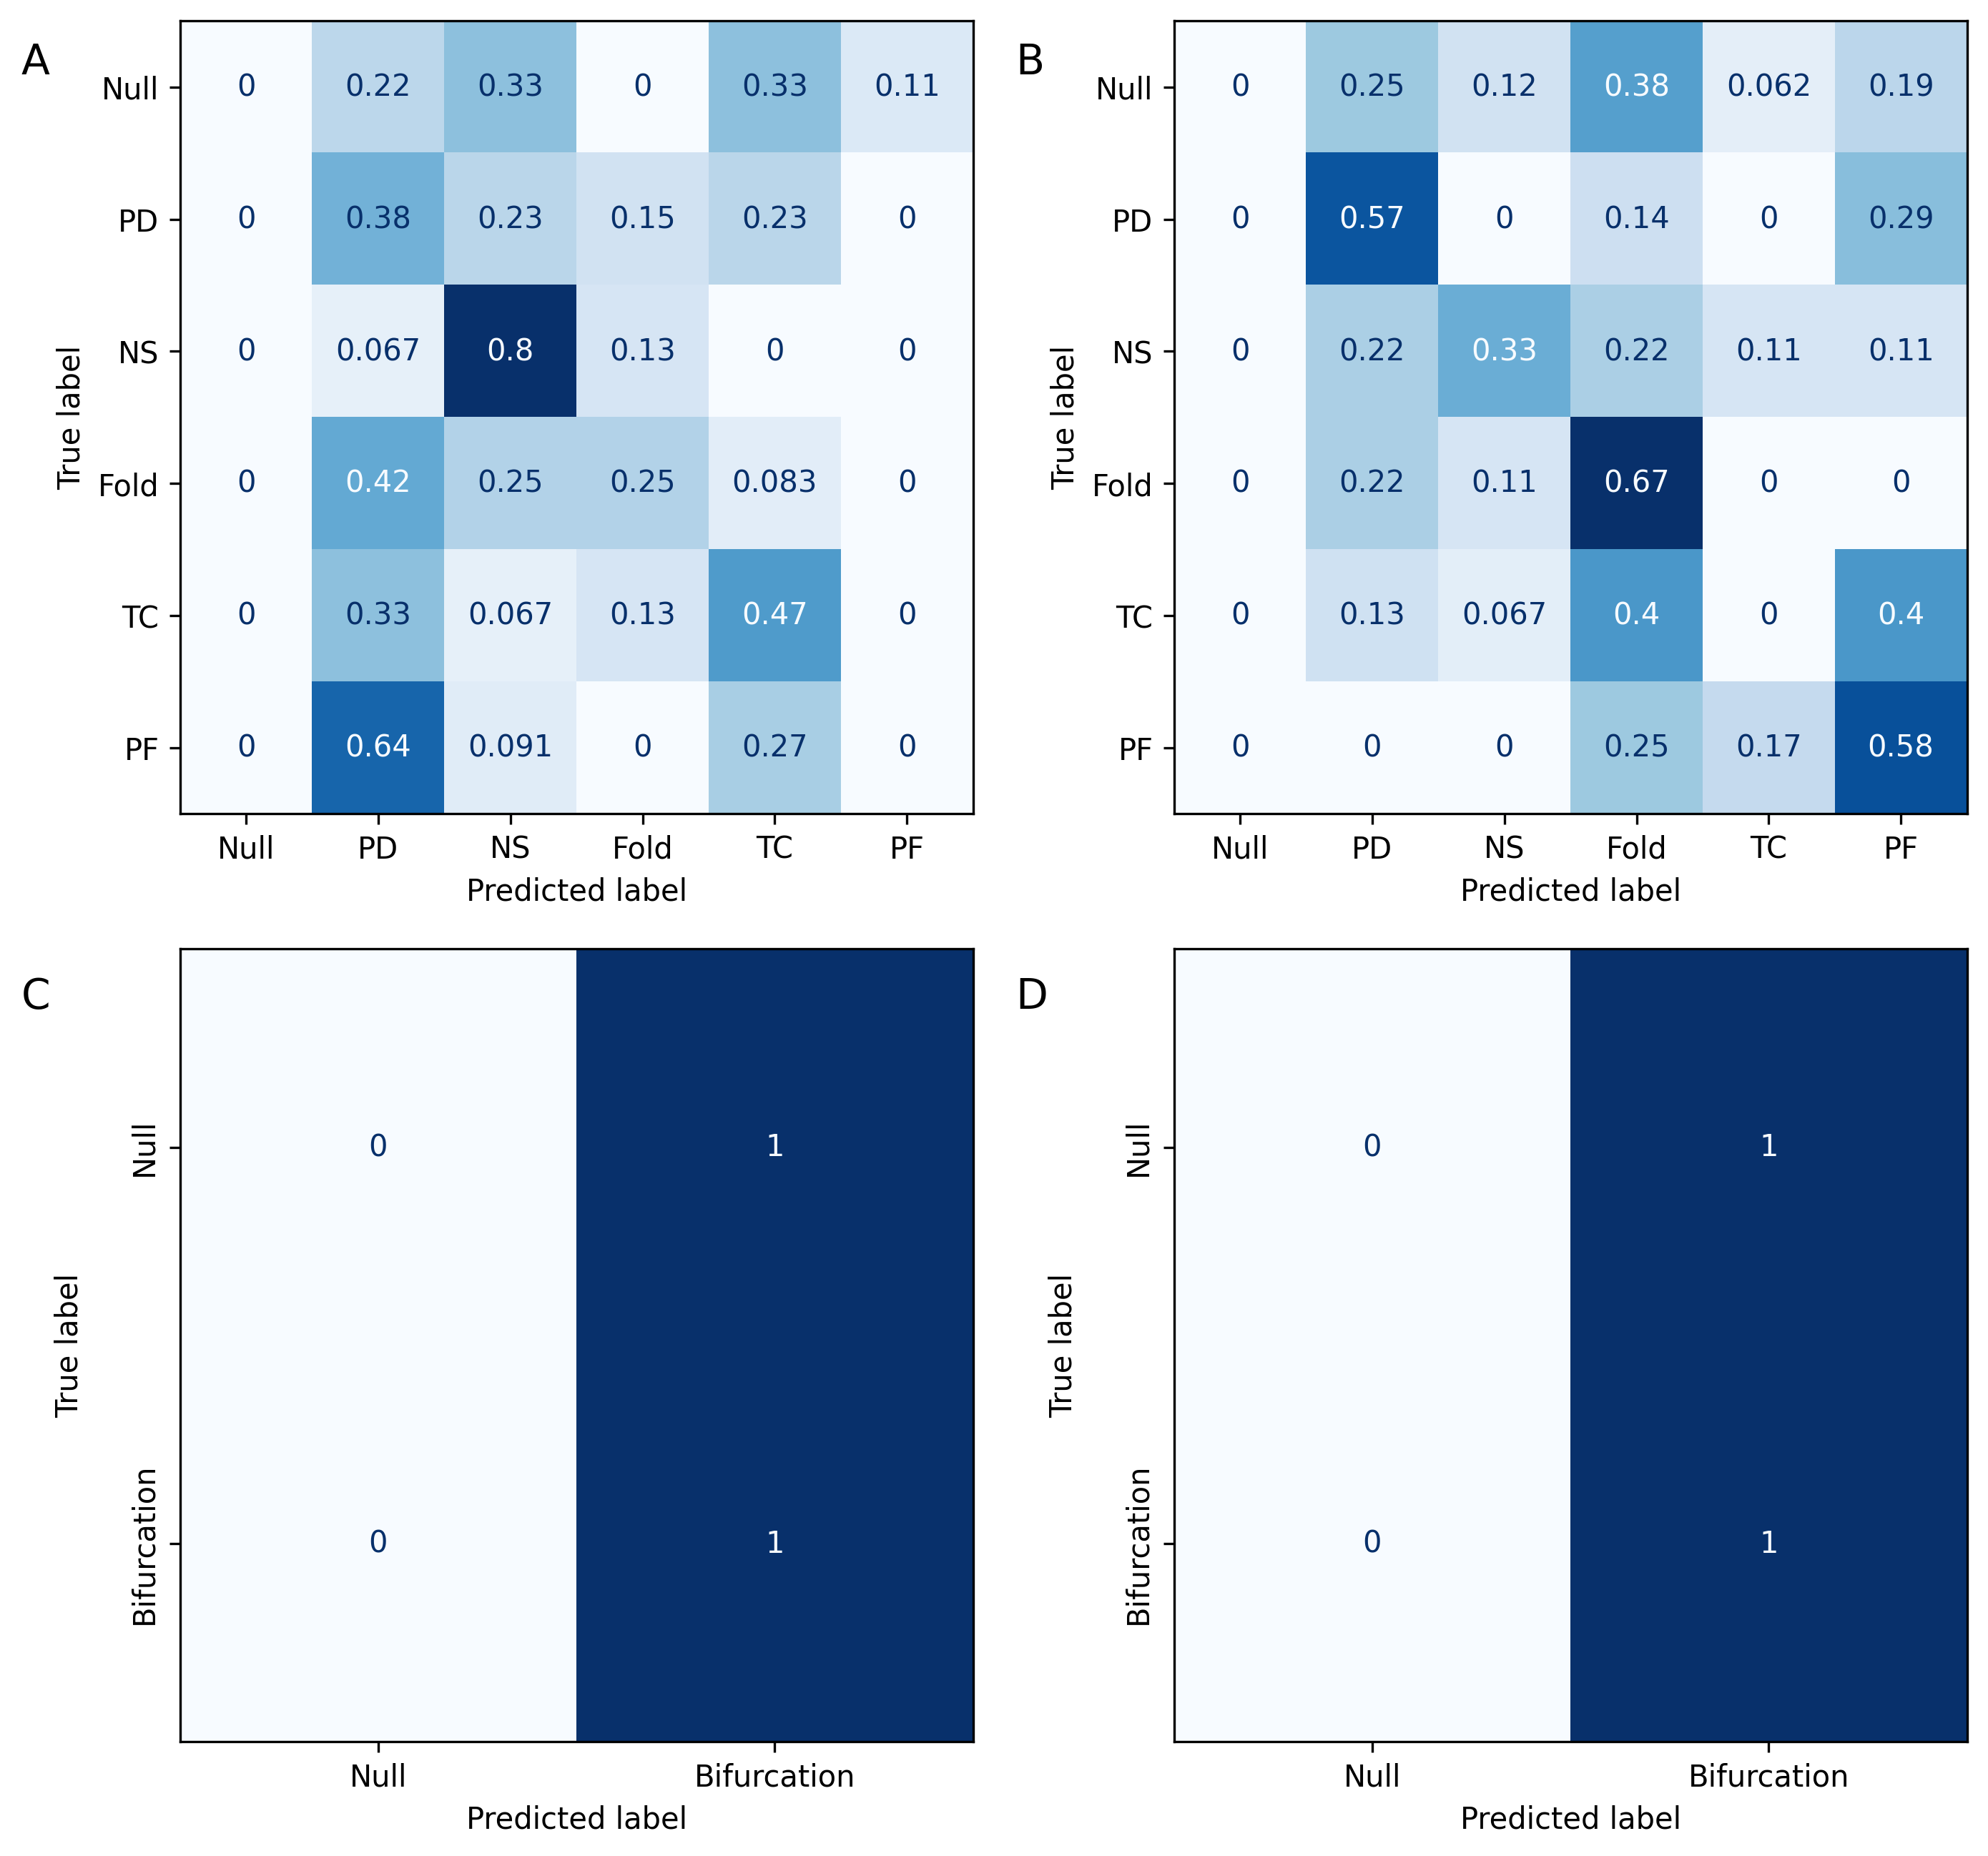 A
True label
Null 0 0.22 0.33 0 0.33 0.11
PD 0 0.38 0.23 0.15 0.23 0
NS 0 0.067 0.8 0.13 0 0
Fold 0 0.42 0.25 0.25 0.083 0
TC 0 0.33 0.067 0.13 0.47 0
PF 0 0.64 0.091 0 0.27 0
Null PD NS Fold TC PF
Predicted label
B
True label
Null 0 0.25 0.12 0.38 0.062 0.19
PD 0 0.57 0 0.14 0 0.29
NS 0 0.22 0.33 0.22 0.11 0.11
Fold 0 0.22 0.11 0.67 0 0
TC 0 0.13 0.067 0.4 0 0.4
PF 0 0 0 0.25 0.17 0.58
Null PD NS Fold TC PF
Predicted label
C
True label
Null 0 1
Bifurcation 0 1
Null Bifurcation
Predicted label
D
True label
Null 0 1
Bifurcation 0 1
Null Bifurcation
Predicted label